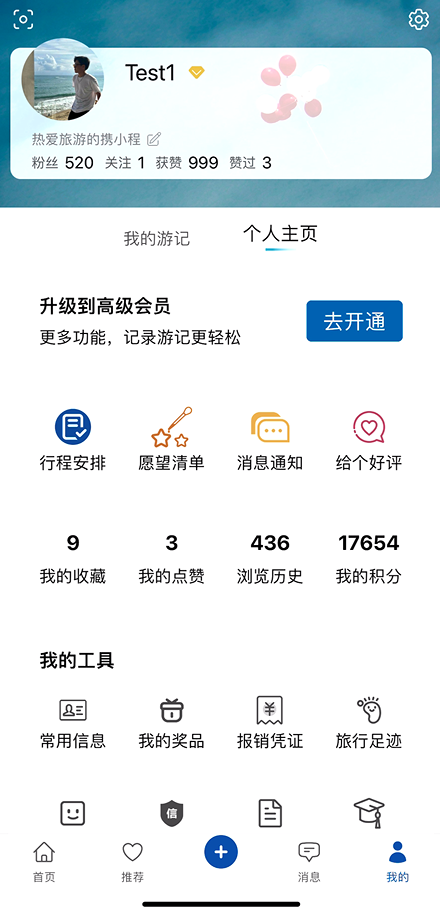 Test1
热爱旅游的携小程
粉丝 520 关注 1 获赞 999 赞过 3
我的游记 个人主页
升级到高级会员
更多功能，记录游记更轻松
去开通
行程安排 愿望清单 消息通知 给个好评
9 3 436 17654
我的收藏 我的点赞 浏览历史 我的积分
我的工具
¥
常用信息 我的奖品 报销凭证 旅行足迹
信
首页 推荐 消息 我的